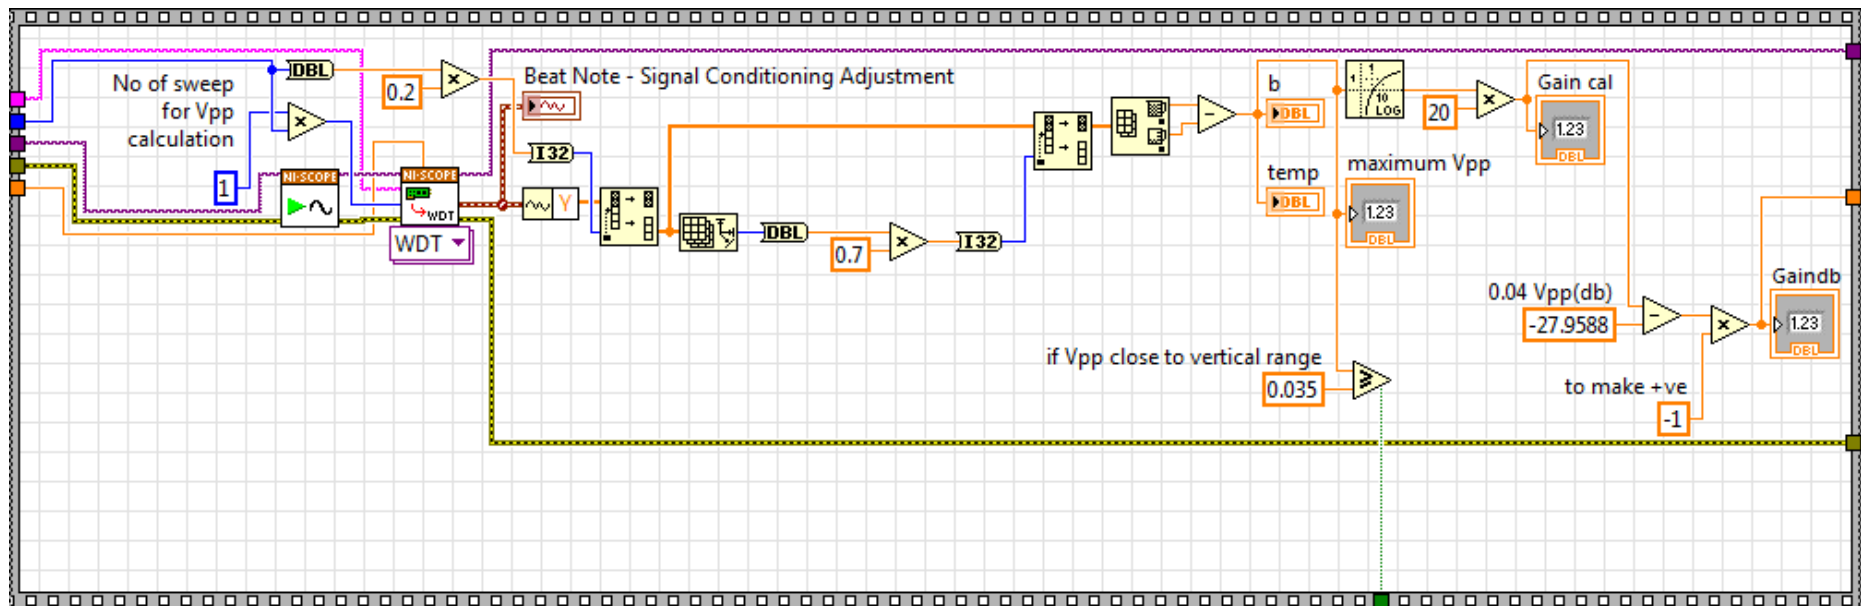 No of sweep
for Vpp
calculation
DBL
0.2
1
NI-SCOPE
NI-SCOPE
WDT
WDT
Beat Note - Signal Conditioning Adjustment
I32
Y
DBL
0.7
I32
b
DBL
temp
DBL
1
1
10
LOG
20
Gain cal
1.23
DBL
maximum Vpp
1.23
DBL
0.04 Vpp(db)
-27.9588
Gaindb
1.23
DBL
if Vpp close to vertical range
0.035
to make +ve
-1